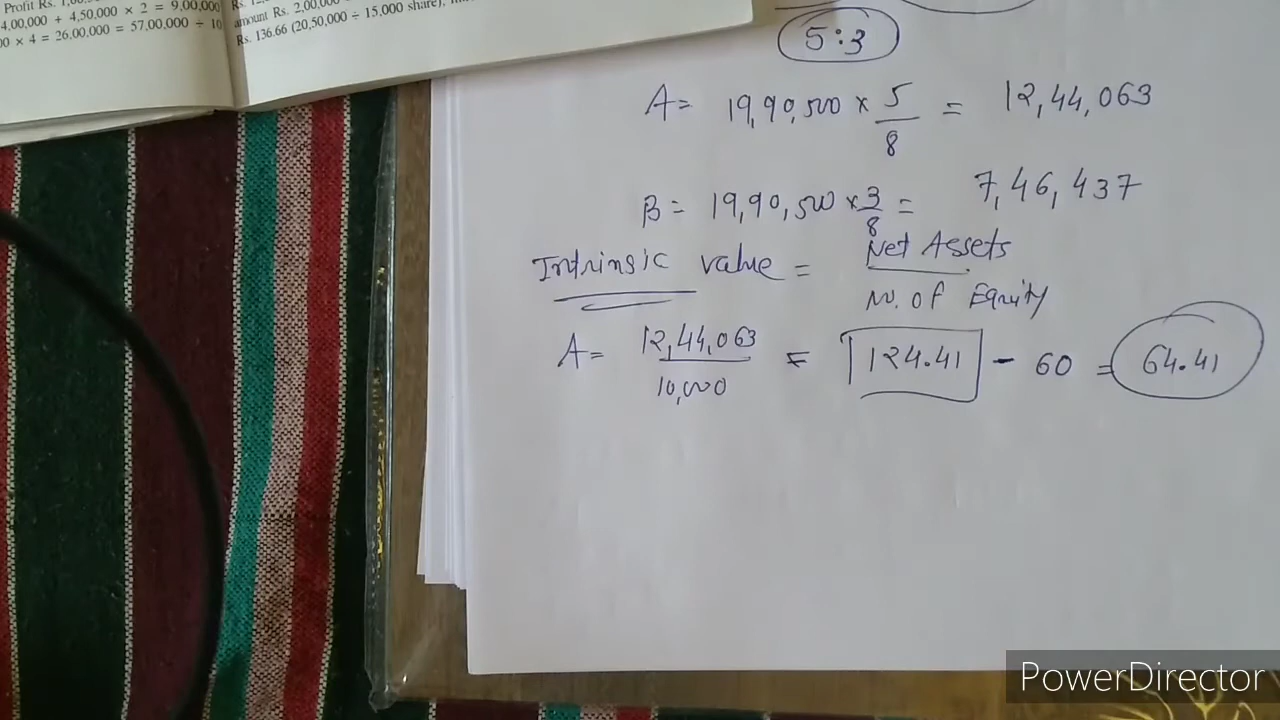 Profit Rs.
4,00,000 + 4,50,000 × 2 = 9,00,000
00 × 4 = 26,00,000 = 57,00,000 ÷ 10
amount Rs. 2,00,000
Rs. 136.66 (20,50,000 ÷ 15,000 share),
5:3
A = 19,90,500 × 5/8 = 12,44,063
B = 19,90,500 × 3/8 = 7,46,437
Intrinsic value = Net Assets
No. of Equity
A = 12,44,063
10,000
= 124.41 - 60 = 64.41
PowerDirector